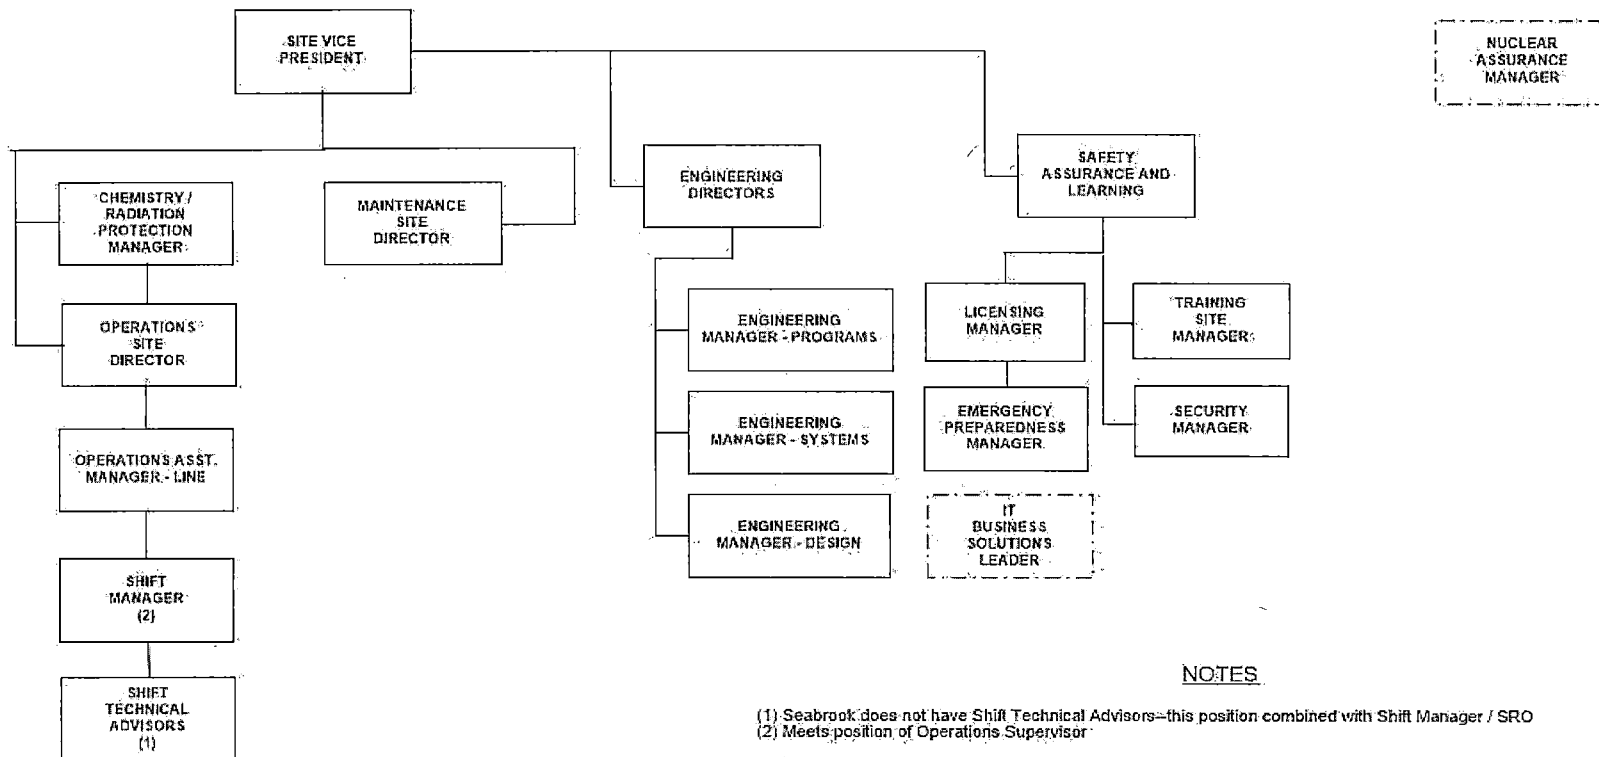 SITE VICE
PRESIDENT
NUCLEAR
ASSURANCE
MANAGER
CHEMISTRY /
RADIATION
PROTECTION
MANAGER
MAINTENANCE
SITE
DIRECTOR
ENGINEERING
DIRECTORS
SAFETY
ASSURANCE AND
LEARNING
OPERATIONS
SITE
DIRECTOR
ENGINEERING
MANAGER - PROGRAMS
LICENSING
MANAGER
TRAINING
SITE
MANAGER
OPERATIONS ASST.
MANAGER - LINE
ENGINEERING
MANAGER - SYSTEMS
EMERGENCY
PREPAREDNESS
MANAGER
SECURITY
MANAGER
SHIFT
MANAGER
(2)
ENGINEERING
MANAGER - DESIGN
IT
BUSINESS
SOLUTIONS
LEADER
SHIFT
TECHNICAL
ADVISORS
(1)
NOTES
(1) Seabrook does not have Shift Technical Advisors--this position combined with Shift Manager / SRO
(2) Meets position of Operations Supervisor